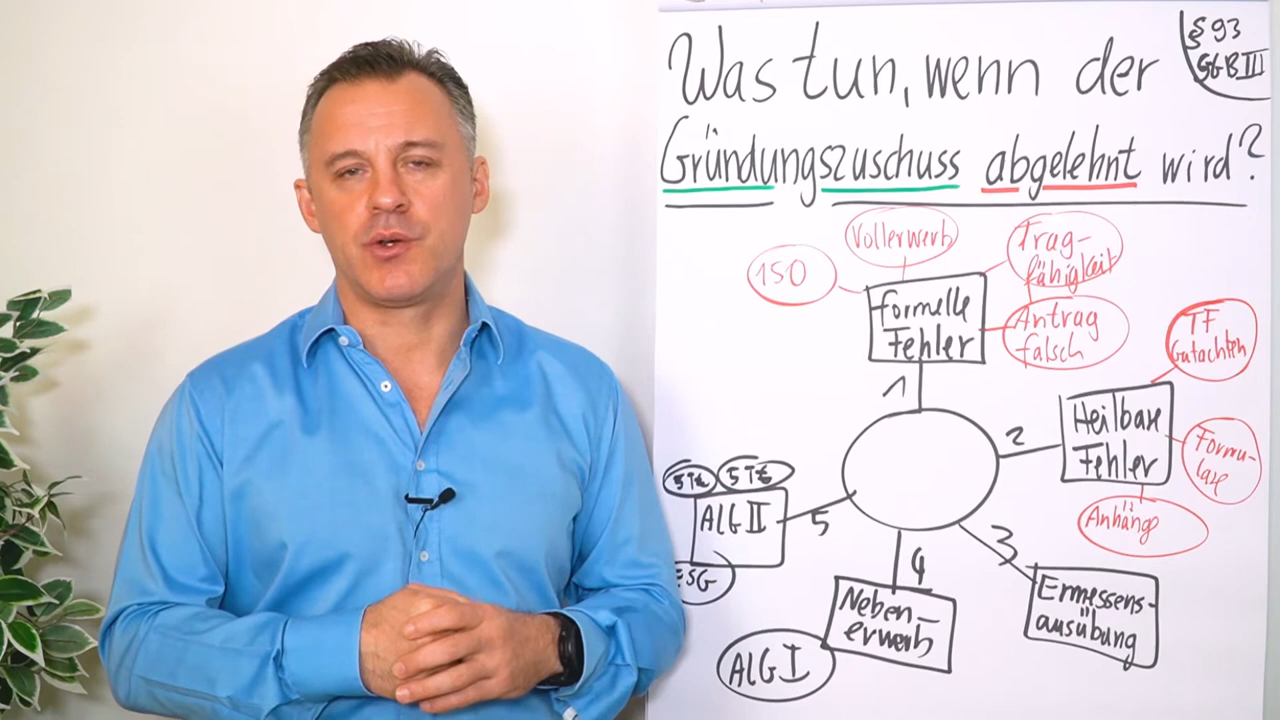 Was tun, wenn der
§ 93
SGB III
Gründungszuschuss abgelehnt wird?
150
Vollerwerb
Trag-
fähigkeit
Antrag
falsch
formelle
Fehler
1
2
Heilbare
Fehler
TF
Gutachten
Formu-
lare
Anhänge
3
Ermessens-
ausübung
4
Neben-
erwerb
ALG I
5
ALG II
5 T€
5 T€
ESG